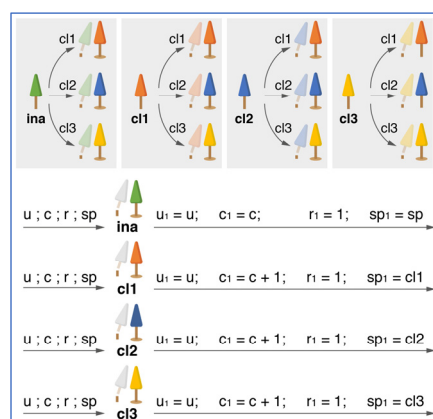 cl1 cl1 cl1 cl1
cl2 cl2 cl2 cl2
ina cl1 cl2 cl3
cl3 cl3 cl3 cl3
u ; c ; r ; sp u₁ = u; c₁ = c; r₁ = 1; sp₁ = sp
ina
u ; c ; r ; sp u₁ = u; c₁ = c + 1; r₁ = 1; sp₁ = cl1
cl1
u ; c ; r ; sp u₁ = u; c₁ = c + 1; r₁ = 1; sp₁ = cl2
cl2
u ; c ; r ; sp u₁ = u; c₁ = c + 1; r₁ = 1; sp₁ = cl3
cl3